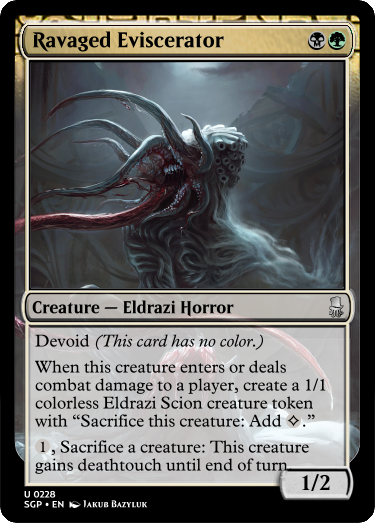 Ravaged Eviscerator
Creature — Eldrazi Horror
Devoid (This card has no color.)
When this creature enters or deals
combat damage to a player, create a 1/1
colorless Eldrazi Scion creature token
with “Sacrifice this creature: Add .”
1 , Sacrifice a creature: This creature
gains deathtouch until end of turn.
1/2
U 0228
SGP • EN Jakub Bazyluk